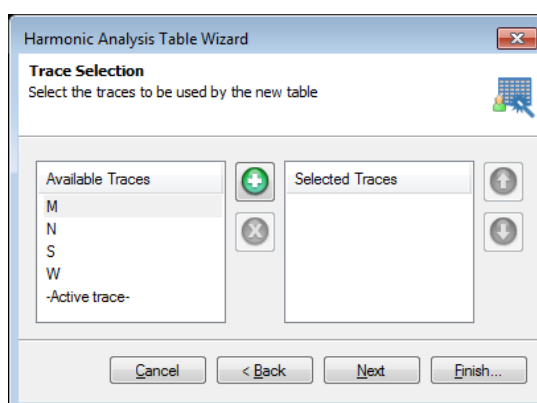 Harmonic Analysis Table Wizard
Trace Selection
Select the traces to be used by the new table
Available Traces
M
N
S
W
-Active trace-
Selected Traces
Cancel
< Back
Next
Finish...